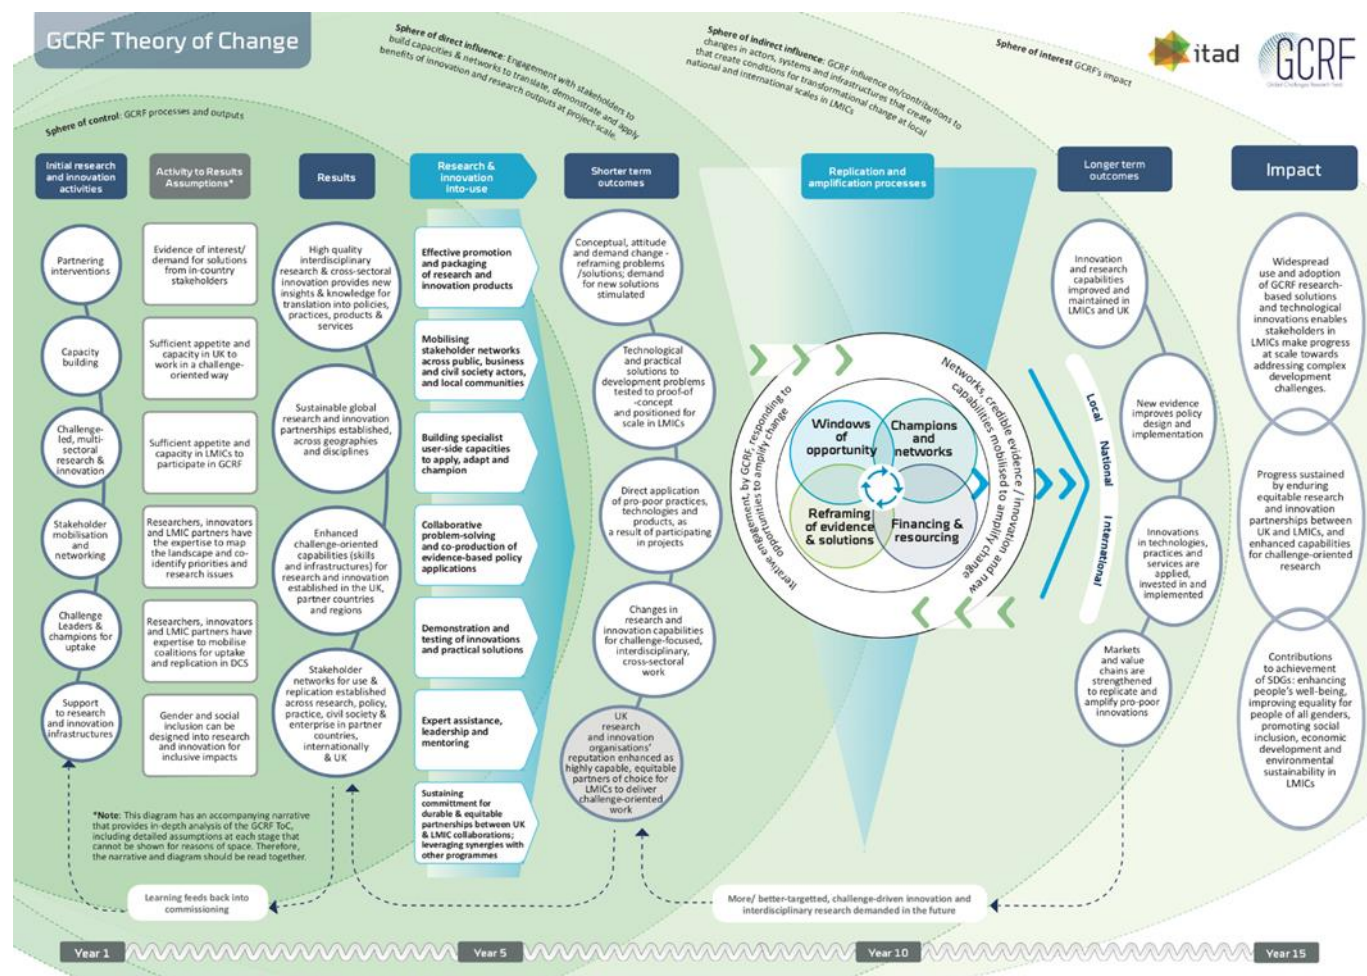 GCRF Theory of Change
Sphere of control: GCRF processes and outputs
Sphere of direct influence: Engagement with stakeholders to
build capacities & networks to translate, demonstrate and apply
benefits of innovation and research outputs at project-scale.
Sphere of indirect influence: GCRF influence on/contributions to
changes in actors, systems and infrastructures that create
that create conditions for transformational change at local
national and international scales in LMICs
Sphere of interest GCRF's impact
itad
GCRF
Initial research
and innovation
activities
Partnering
interventions
Capacity
building
Challenge-
led, multi-
sectoral
research &
innovation
Stakeholder
mobilisation
and
networking
Challenge
Leaders &
champions for
uptake
Support
to research
and innovation
infrastructures
Activity to Results
Assumptions*
Evidence of interest/
demand for solutions
from in-country
stakeholders
Sufficient appetite and
capacity in UK to
work in a challenge-
oriented way
Sufficient appetite and
capacity in LMICs to
participate in GCRF
Researchers, innovators
and LMIC partners have
the expertise to map
the landscape and co-
identify priorities and
research issues
Researchers, innovators
and LMIC partners have
expertise to mobilise
coalitions for uptake
and replication in DCS
Gender and social
inclusion can be
designed into research
and innovation for
inclusive impacts
Results
High quality
interdisciplinary
research & cross-sectoral
innovation provides new
insights & knowledge for
translation into policies,
practices, products &
services
Sustainable global
research and innovation
partnerships established,
across geographies
and disciplines
Enhanced
challenge-oriented
capabilities (skills
and infrastructures) for
research and innovation
established in the UK,
partner countries
and regions
Stakeholder
networks for use &
replication established
across research, policy,
practice, civil society &
enterprise in partner
countries,
internationally
& UK
Research &
innovation
into-use
Effective promotion
and packaging
of research and
innovation products
Mobilising
stakeholder networks
across public, business
and civil society actors,
and local communities
Building specialist
user-side capacities
to apply, adapt and
champion
Collaborative
problem-solving
and co-production of
evidence-based policy
applications
Demonstration and
testing of innovations
and practical solutions
Expert assistance,
leadership and
mentoring
Sustaining
committment for
durable & equitable
partnerships between UK
& LMIC collaborations;
leveraging synergies with
other programmes
Shorter term
outcomes
Conceptual, attitude
and demand change -
reframing problems
/solutions; demand
for new solutions
stimulated
Technological
and practical
solutions to
development problems
tested to proof-of
-concept
and positioned for
scale in LMICs
Direct application
of pro-poor practices,
technologies and
products, as
a result of participating
in projects
Changes in
research and
innovation capabilities
for challenge-focused,
interdisciplinary,
cross-sectoral
work
UK
research
and innovation
organisations'
reputation enhanced as
highly capable, equitable
partners of choice for
LMICs to deliver
challenge-oriented
work
Replication and
amplification processes
Iterative engagement, by GCRF, responding to
opportunities to amplify change
Networks, credible evidence / innovation and new
capabilities mobilised to amplify change
Windows
of
opportunity
Champions
and
networks
Reframing
of evidence
& solutions
Financing &
resourcing
Local
National
International
Longer term
outcomes
Innovation
and research
capabilities
improved and
maintained in
LMICs and UK
New evidence
improves policy
design and
implementation
Innovations
in technologies,
practices and
services are
applied,
invested in and
implemented
Markets
and value
chains are
strengthened
to replicate and
amplify pro-poor
innovations
Impact
Widespread
use and adoption
of GCRF research-
based solutions
and technological
innovations enables
stakeholders in
LMICs make progress
at scale towards
addressing complex
development
challenges.
Progress sustained
by enduring
equitable research
and innovation
partnerships between
UK and LMICs, and
enhanced capabilities
for challenge-oriented
research
Contributions
to achievement
of SDGs: enhancing
people's well-being,
improving equality for
people of all genders,
promoting social
inclusion, economic
development and
environmental
sustainability in
LMICs
*Note: This diagram has an accompanying narrative
that provides in-depth analysis of the GCRF ToC,
including detailed assumptions at each stage that
cannot be shown for reasons of space. Therefore,
the narrative and diagram should be read together.
Learning feeds back into
commissioning
More/ better-targetted, challenge-driven innovation and
interdisciplinary research demanded in the future
Year 1
Year 5
Year 10
Year 15